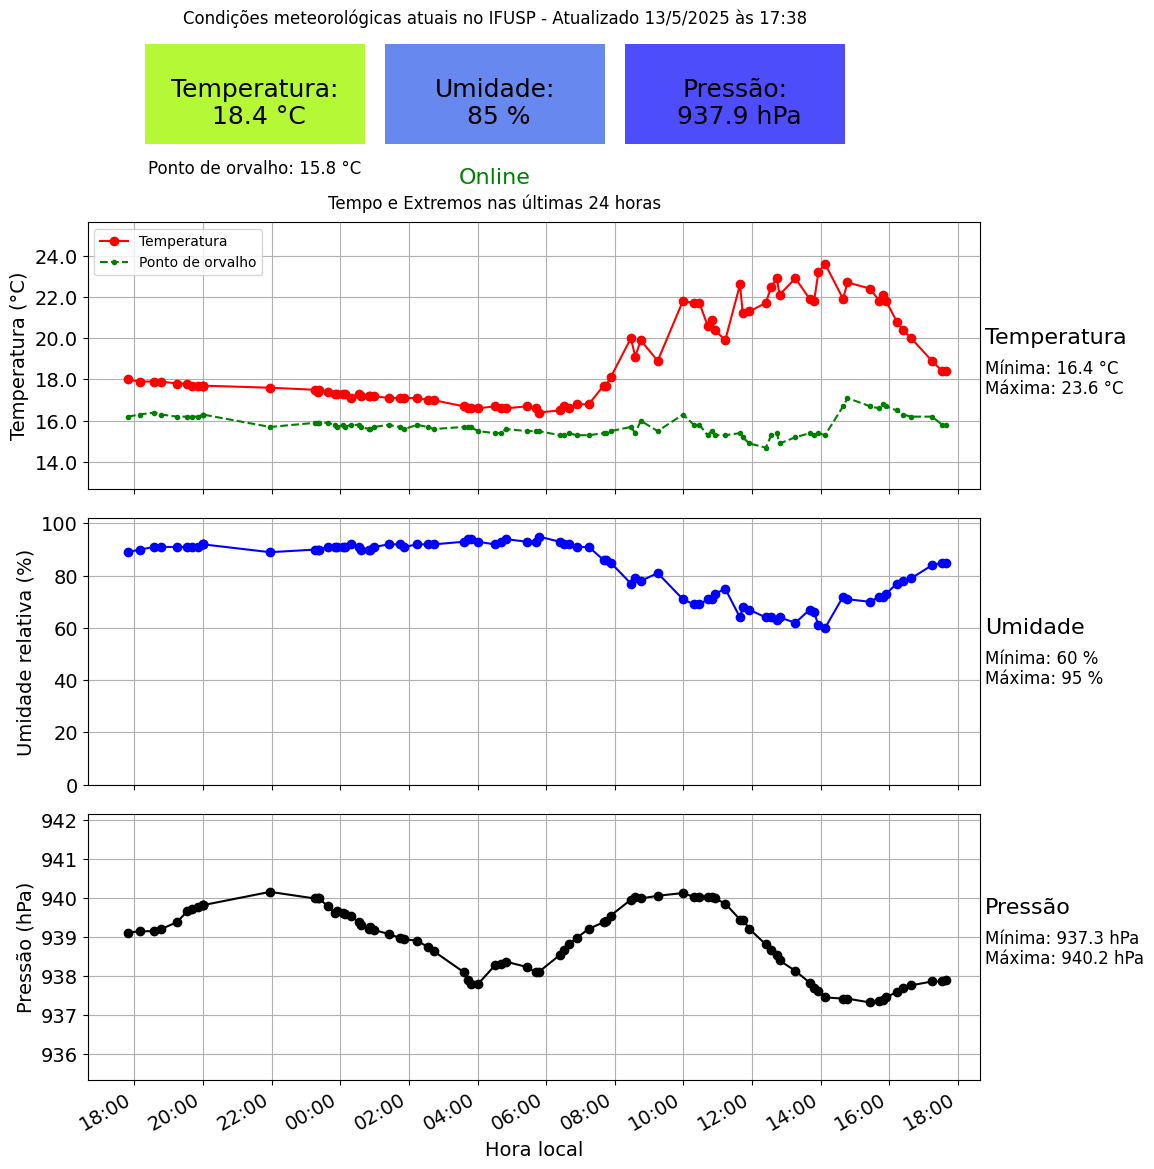 Condições meteorológicas atuais no IFUSP - Atualizado 13/5/2025 às 17:38
Temperatura:
18.4 °C
Umidade:
85 %
Pressão:
937.9 hPa
Ponto de orvalho: 15.8 °C
Online
Tempo e Extremos nas últimas 24 horas
Temperatura (°C)
24.0
22.0
20.0
18.0
16.0
14.0
Temperatura
Ponto de orvalho
Temperatura
Mínima: 16.4 °C
Máxima: 23.6 °C
Umidade relativa (%)
100
80
60
40
20
0
Umidade
Mínima: 60 %
Máxima: 95 %
Pressão (hPa)
942
941
940
939
938
937
936
Pressão
Mínima: 937.3 hPa
Máxima: 940.2 hPa
18:00
20:00
22:00
00:00
02:00
04:00
06:00
08:00
10:00
12:00
14:00
16:00
18:00
Hora local